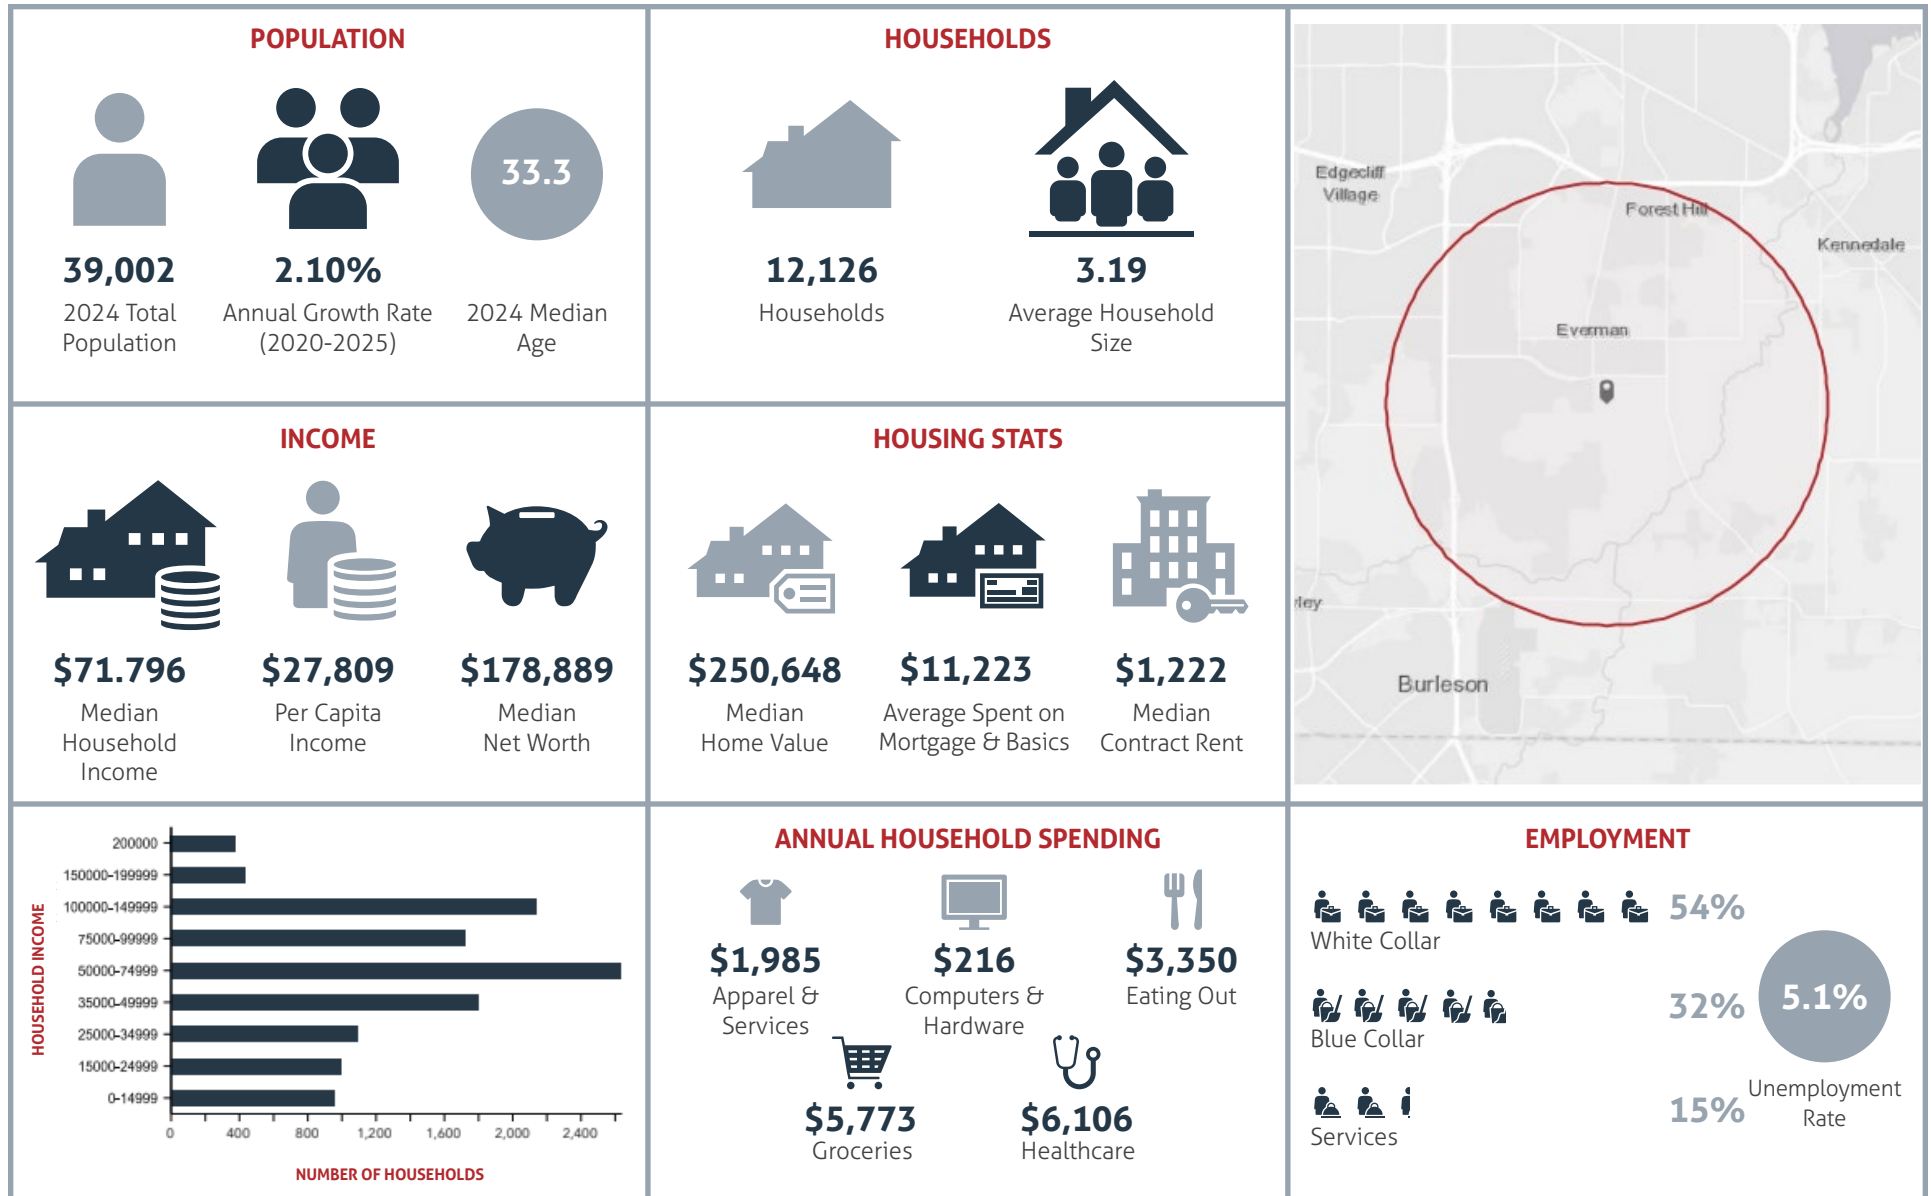 POPULATION
33.3
39,002
2024 Total
Population
2.10%
Annual Growth Rate
(2020-2025)
2024 Median
Age
HOUSEHOLDS
12,126
Households
3.19
Average Household
Size
Edgecliff
Village
Forest Hill
Kennedale
Everman
rley
Burleson
INCOME
$71.796
Median
Household
Income
$27,809
Per Capita
Income
$178,889
Median
Net Worth
HOUSING STATS
$250,648
Median
Home Value
$11,223
Average Spent on
Mortgage & Basics
$1,222
Median
Contract Rent
HOUSEHOLD INCOME
200000
150000-199999
100000-149999
75000-99999
50000-74999
35000-49999
25000-34999
15000-24999
0-14999
0 400 800 1,200 1,600 2,000 2,400
NUMBER OF HOUSEHOLDS
ANNUAL HOUSEHOLD SPENDING
$1,985
Apparel &
Services
$216
Computers &
Hardware
$3,350
Eating Out
$5,773
Groceries
$6,106
Healthcare
EMPLOYMENT
54%
White Collar
32%
Blue Collar
15%
Services
5.1%
Unemployment
Rate